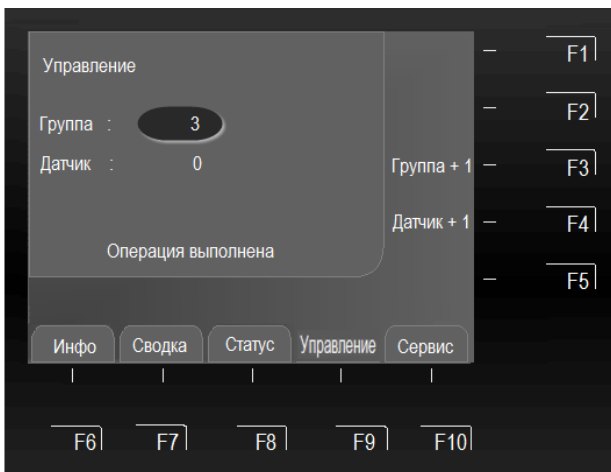 Управление
F1
F2
Группа : 3
Датчик : 0
Группа + 1
F3
Датчик + 1
F4
Операция выполнена
F5
Инфо Сводка Статус Управление Сервис
F6 F7 F8 F9 F10